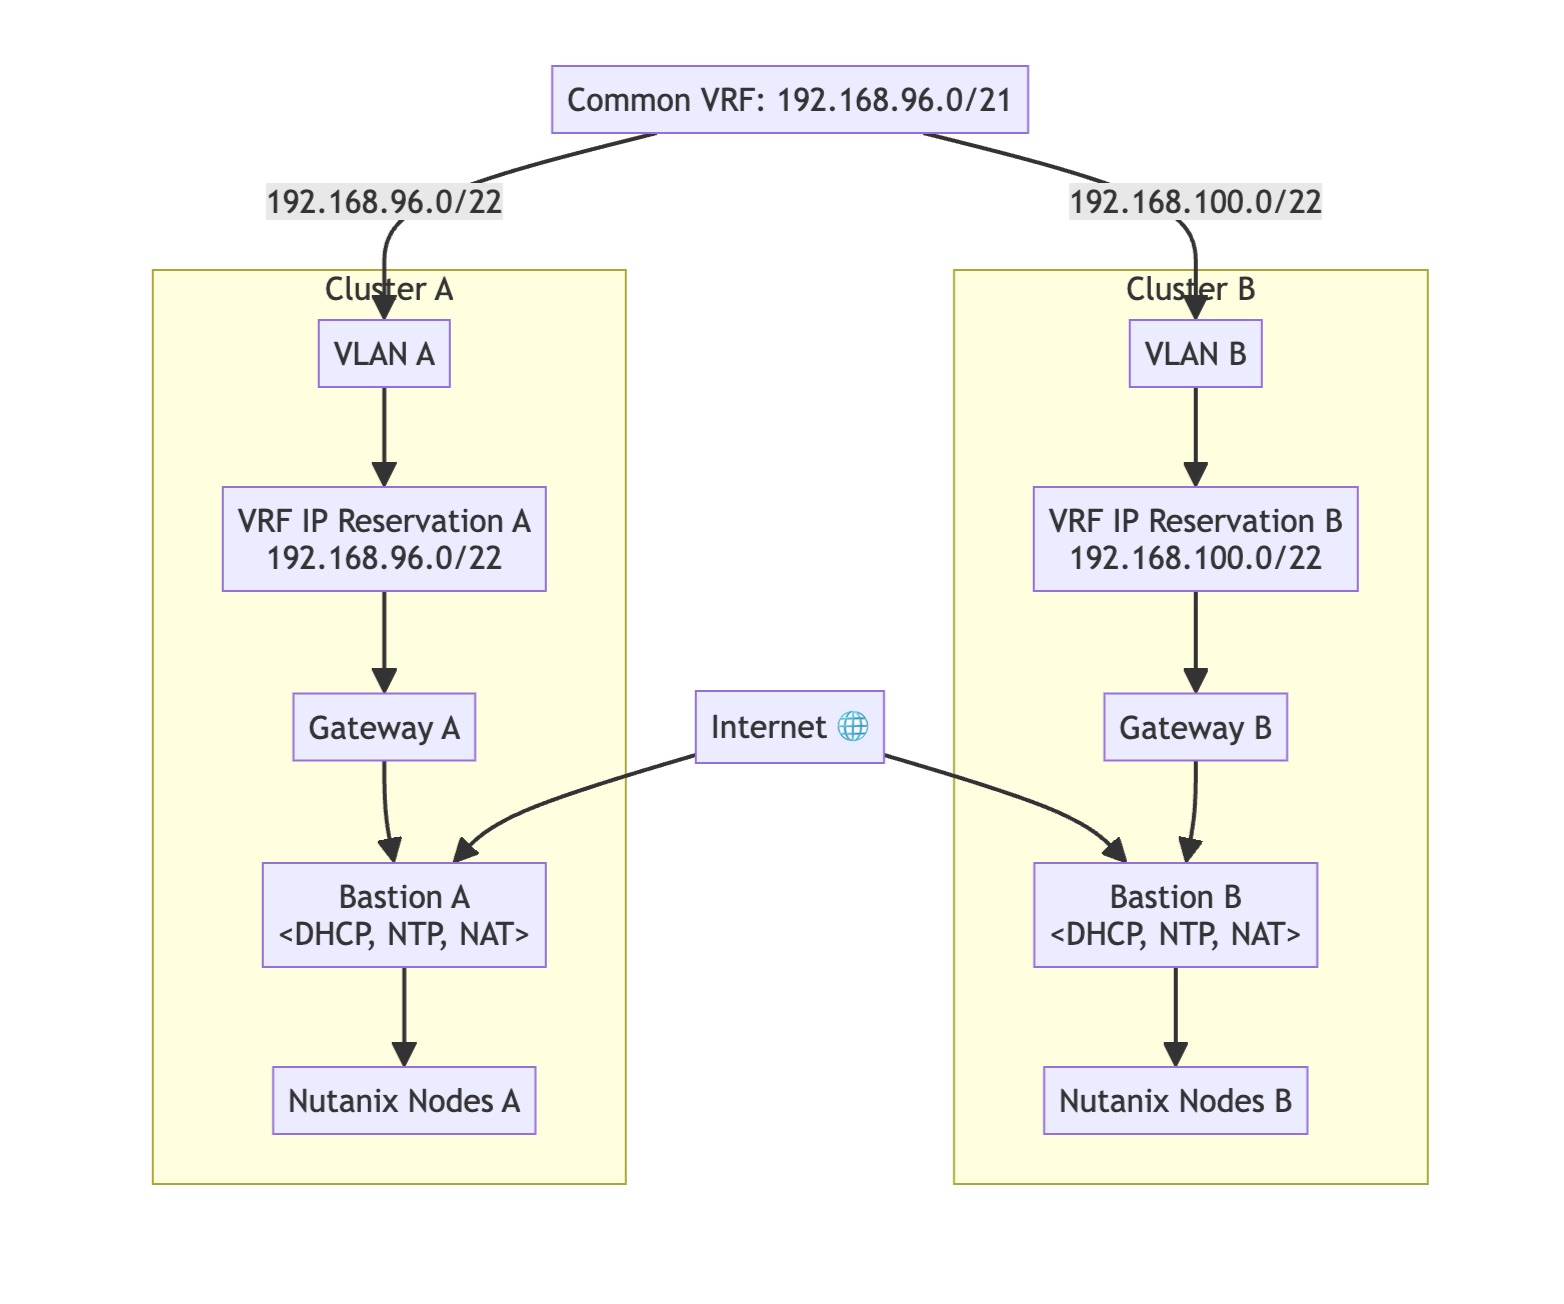 Common VRF: 192.168.96.0/21
192.168.96.0/22
192.168.100.0/22
Cluster A
VLAN A
VRF IP Reservation A
192.168.96.0/22
Gateway A
Internet
Bastion A
<DHCP, NTP, NAT>
Nutanix Nodes A
Cluster B
VLAN B
VRF IP Reservation B
192.168.100.0/22
Gateway B
Bastion B
<DHCP, NTP, NAT>
Nutanix Nodes B